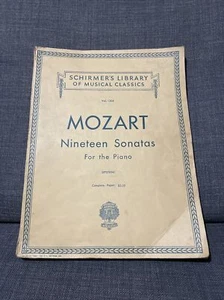 SCHIRMER'S LIBRARY
OF MUSICAL CLASSICS
MOZART
Nineteen Sonatas
For the Piano